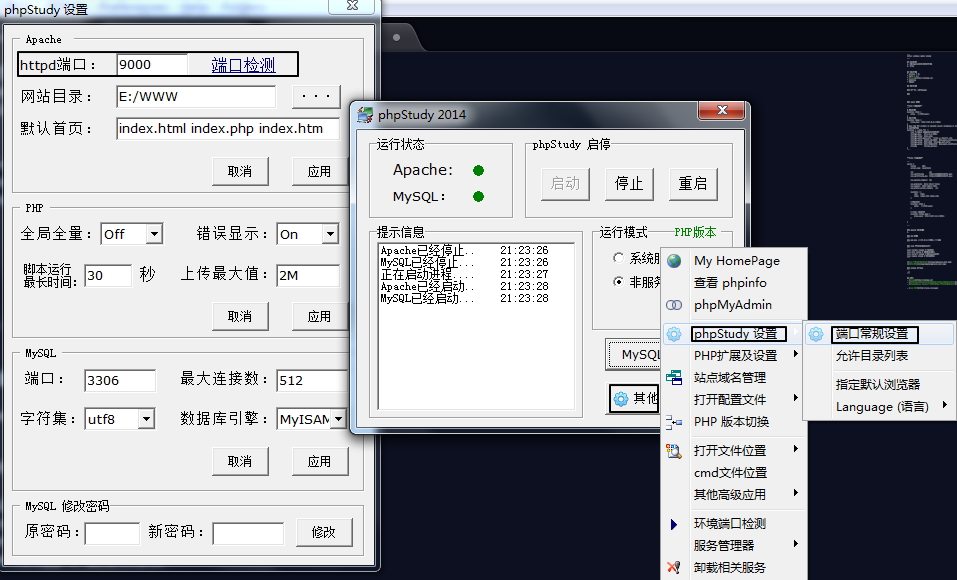 phpStudy 设置
Apache
httpd端口： 9000 端口检测
网站目录： E:/WWW ...
默认首页： index.html index.php index.htm
取消 应用
PHP
全局全量： Off 错误显示： On
脚本运行
最长时间： 30 秒 上传最大值： 2M
取消 应用
MySQL
端口： 3306 最大连接数： 512
字符集： utf8 数据库引擎： MyISAM
取消 应用
MySQL 修改密码
原密码： 新密码： 修改
phpStudy 2014
运行状态
Apache:
MySQL:
phpStudy 启停
启动 停止 重启
提示信息
Apache已经停止.. 21:23:26
MySQL已经停止.. 21:23:26
正在启动进程... 21:23:27
Apache已经启动.. 21:23:28
MySQL已经启动... 21:23:28
运行模式 PHP版本
系统
非服务
MySQL
其他
My HomePage
查看 phpinfo
phpMyAdmin
phpStudy 设置
PHP扩展及设置
站点域名管理
打开配置文件
PHP 版本切换
打开文件位置
cmd文件位置
其他高级应用
环境端口检测
服务管理器
卸载相关服务
端口常规设置
允许目录列表
指定默认浏览器
Language (语言)